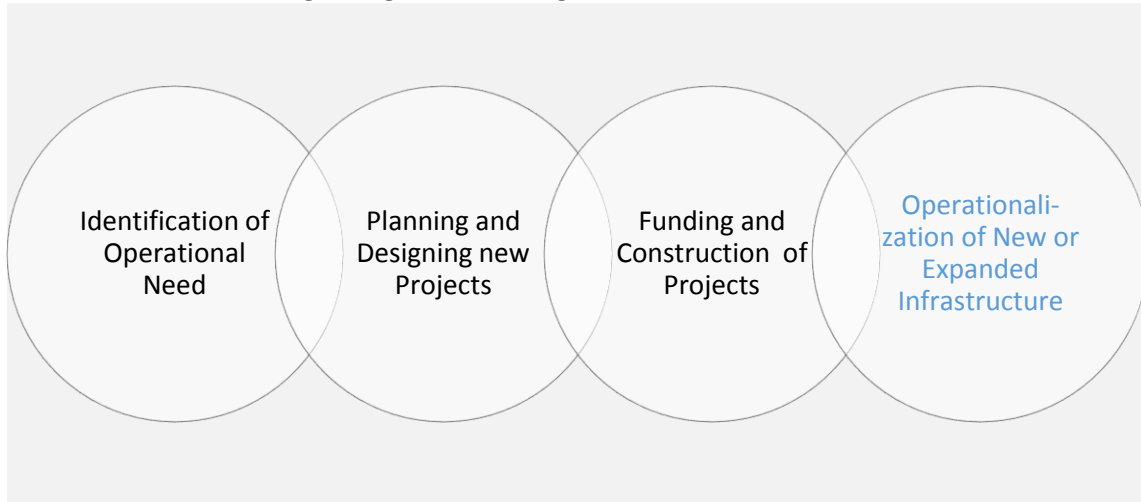 Identification of
Operational
Need
Planning and
Designing new
Projects
Funding and
Construction of
Projects
Operationali-
zation of New or
Expanded
Infrastructure